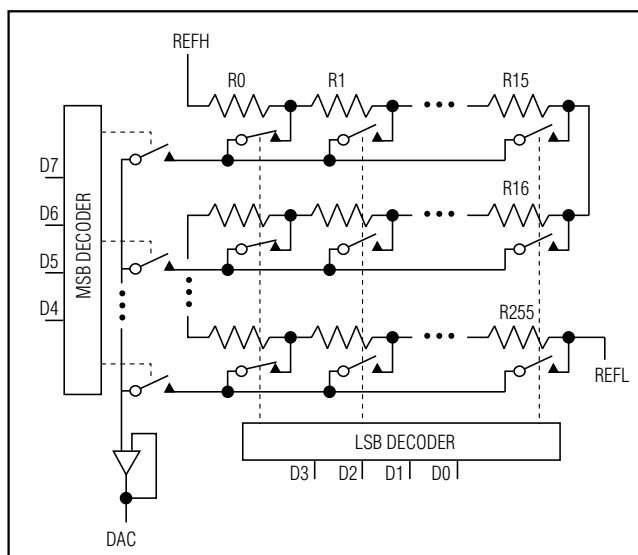 REFH
R0
R1
R15
D7
D6
D5
D4
MSB DECODER
R16
R255
REFL
LSB DECODER
D3
D2
D1
D0
DAC